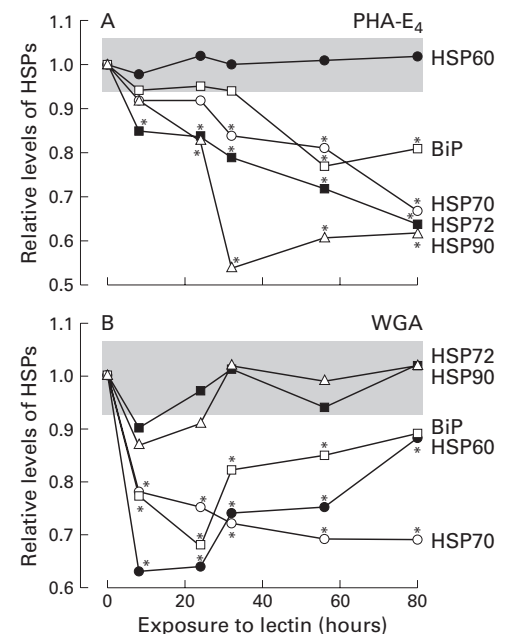 A
PHA-E4
1.1
1.0
0.9
0.8
0.7
0.6
0.5
Relative levels of HSPs
HSP60
BiP
HSP70
HSP72
HSP90
* * * * * * * * * * * * * *
B
WGA
1.1
1.0
0.9
0.8
0.7
0.6
Relative levels of HSPs
HSP72
HSP90
BiP
HSP60
HSP70
* * * * * * * * * * * * *
0 20 40 60 80
Exposure to lectin (hours)